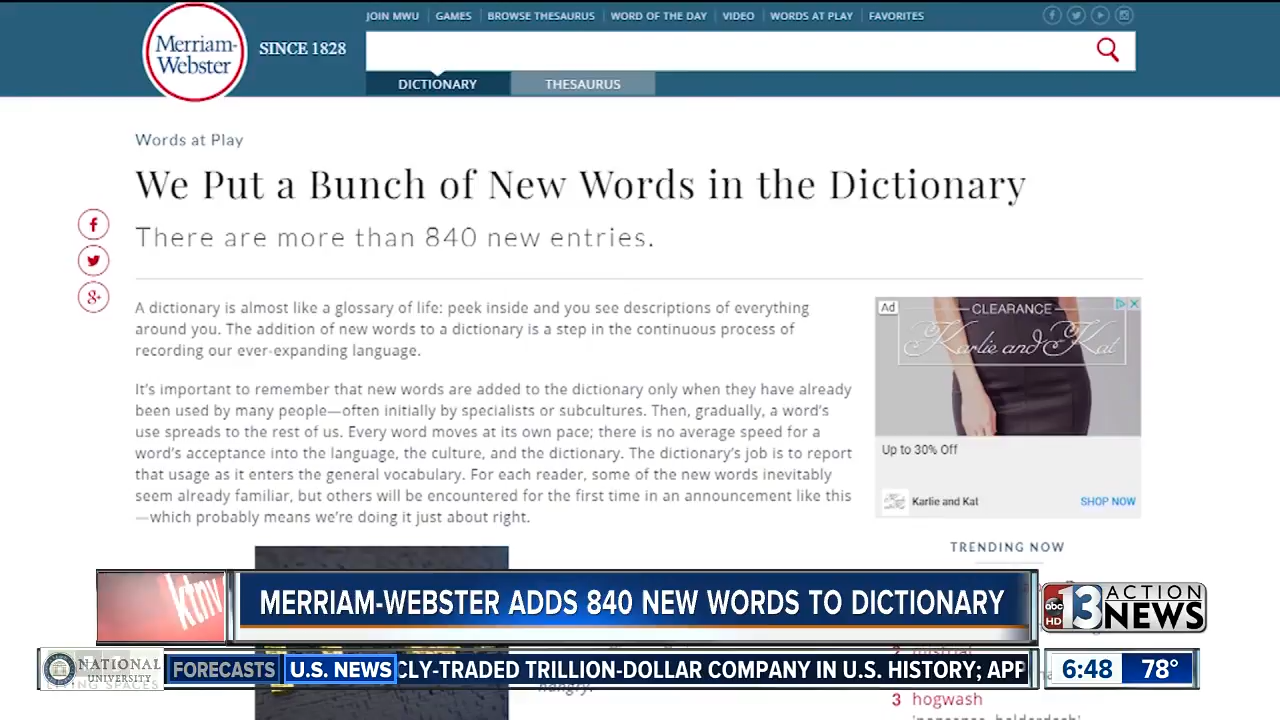 JOIN MWU GAMES BROWSE THESAURUS WORD OF THE DAY VIDEO WORDS AT PLAY FAVORITES
Merriam-
Webster
SINCE 1828
DICTIONARY THESAURUS
Words at Play
We Put a Bunch of New Words in the Dictionary
There are more than 840 new entries.
A dictionary is almost like a glossary of life: peek inside and you see descriptions of everything
around you. The addition of new words to a dictionary is a step in the continuous process of
recording our ever-expanding language.
It's important to remember that new words are added to the dictionary only when they have already
been used by many people—often initially by specialists or subcultures. Then, gradually, a word's
use spreads to the rest of us. Every word moves at its own pace; there is no average speed for a
word's acceptance into the language, the culture, and the dictionary. The dictionary's job is to report
that usage as it enters the general vocabulary. For each reader, some of the new words inevitably
seem already familiar, but others will be encountered for the first time in an announcement like this
—which probably means we're doing it just about right.
Ad
CLEARANCE
Karlie and Kat
Up to 30% Off
Karlie and Kat SHOP NOW
TRENDING NOW
ktnv
MERRIAM-WEBSTER ADDS 840 NEW WORDS TO DICTIONARY
abc
HD
13 ACTION
NEWS
NATIONAL
UNIVERSITY
LIVING SPACES
FORECASTS U.S. NEWS CLY-TRADED TRILLION-DOLLAR COMPANY IN U.S. HISTORY; APP
6:48 78°
hangry.
3 hogwash